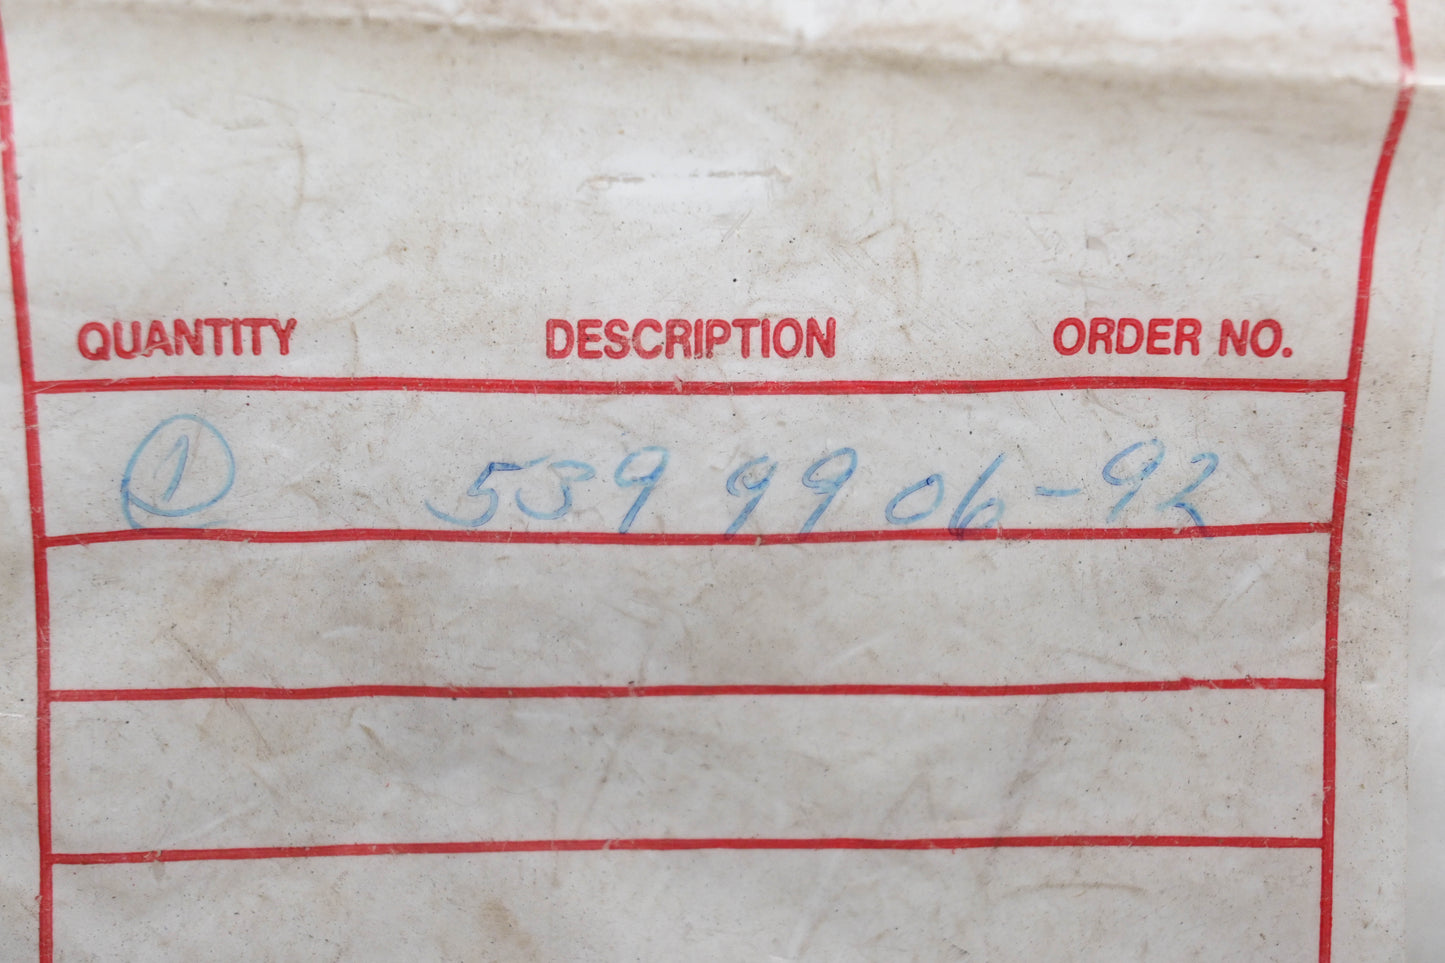 QUANTITY DESCRIPTION ORDER NO.
1 539 99 06-92